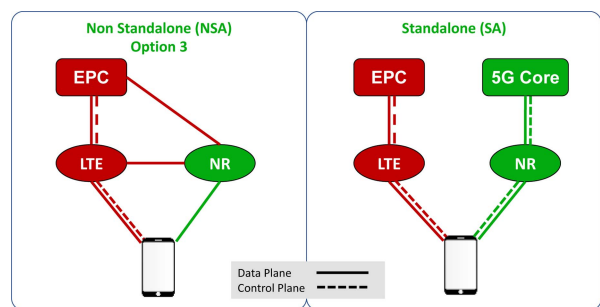 Non Standalone (NSA)
Option 3
EPC
LTE
NR
Standalone (SA)
EPC
5G Core
LTE
NR
Data Plane
Control Plane